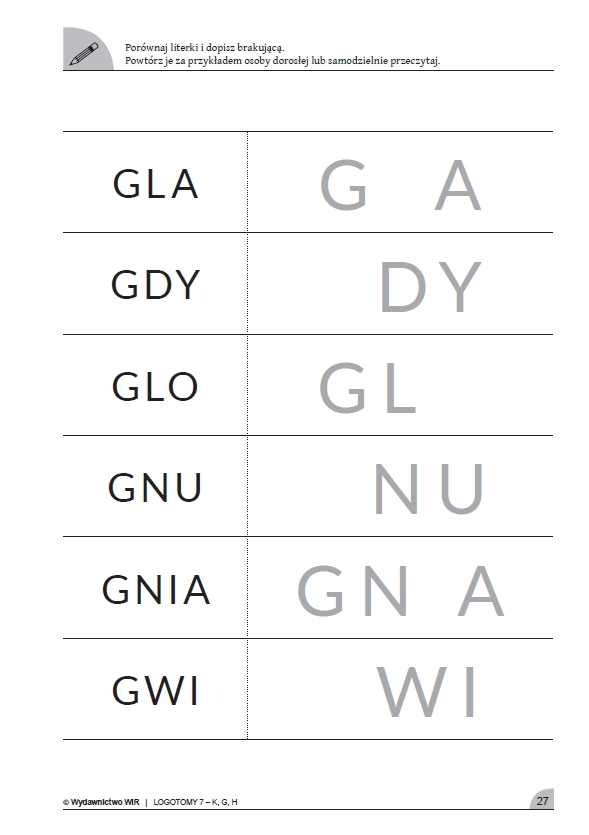 Porównaj literki i dopisz brakującą.
Powtórz je za przykładem osoby dorosłej lub samodzielnie przeczytaj.
GLA G A
GDY DY
GLO GL
GNU NU
GNIA GN A
GWI WI
© Wydawnictwo WIR | LOGOTOMY 7 – K, G, H 27